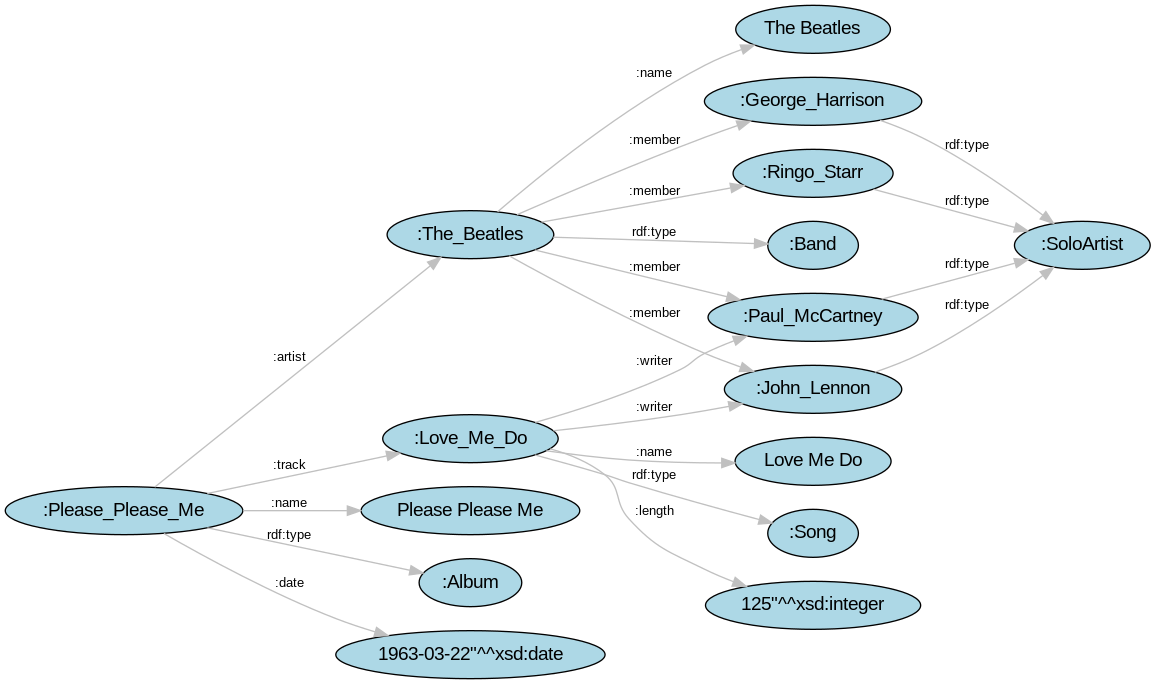 The Beatles
:name
:George_Harrison
:member
rdf:type
:Ringo_Starr
:member
rdf:type
:The_Beatles
rdf:type
:Band
:SoloArtist
:member
rdf:type
:Paul_McCartney
:member
rdf:type
:artist
:writer
:John_Lennon
:writer
:Love_Me_Do
:name
Love Me Do
:track
rdf:type
:Please_Please_Me
:name
Please Please Me
:length
:Song
rdf:type
:Album
:date
125"^^xsd:integer
1963-03-22"^^xsd:date